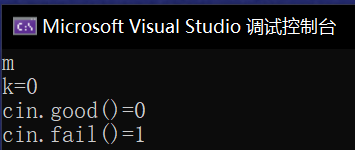 Microsoft Visual Studio 调试控制台
m
k=0
cin.good()=0
cin.fail()=1